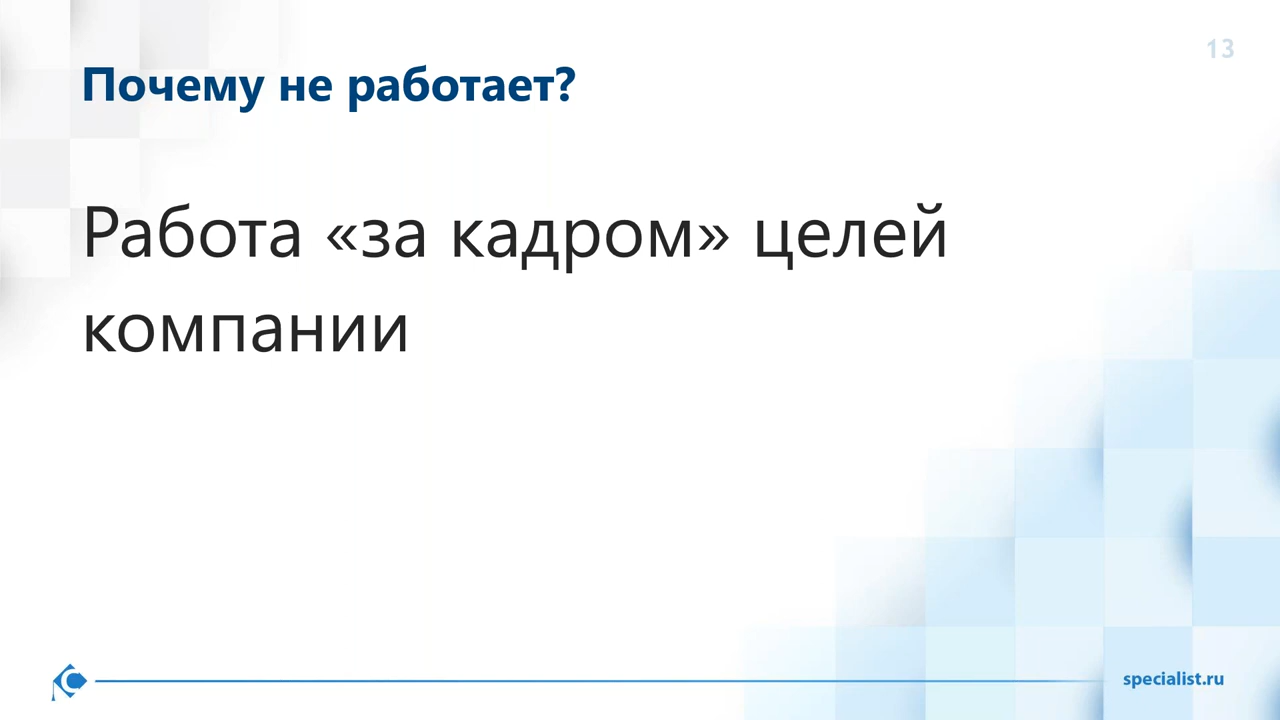 13
Почему не работает?
Работа «за кадром» целей
компании
specialist.ru